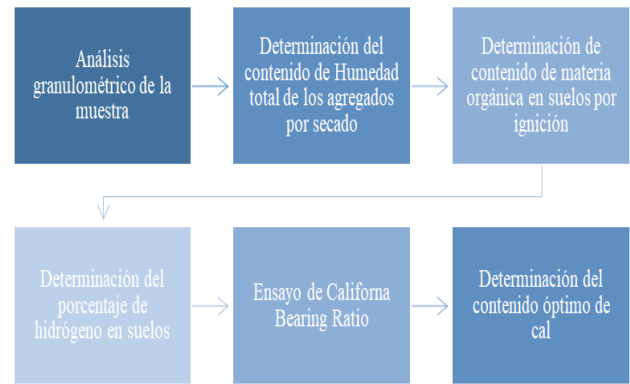 Análisis
granulométrico de la
muestra
Determinación del
contenido de Humedad
total de los agregados
por secado
Determinación de
contenido de materia
orgánica en suelos por
ignición
Determinación del
porcentaje de
hidrógeno en suelos
Ensayo de Californa
Bearing Ratio
Determinación del
contenido óptimo de
cal